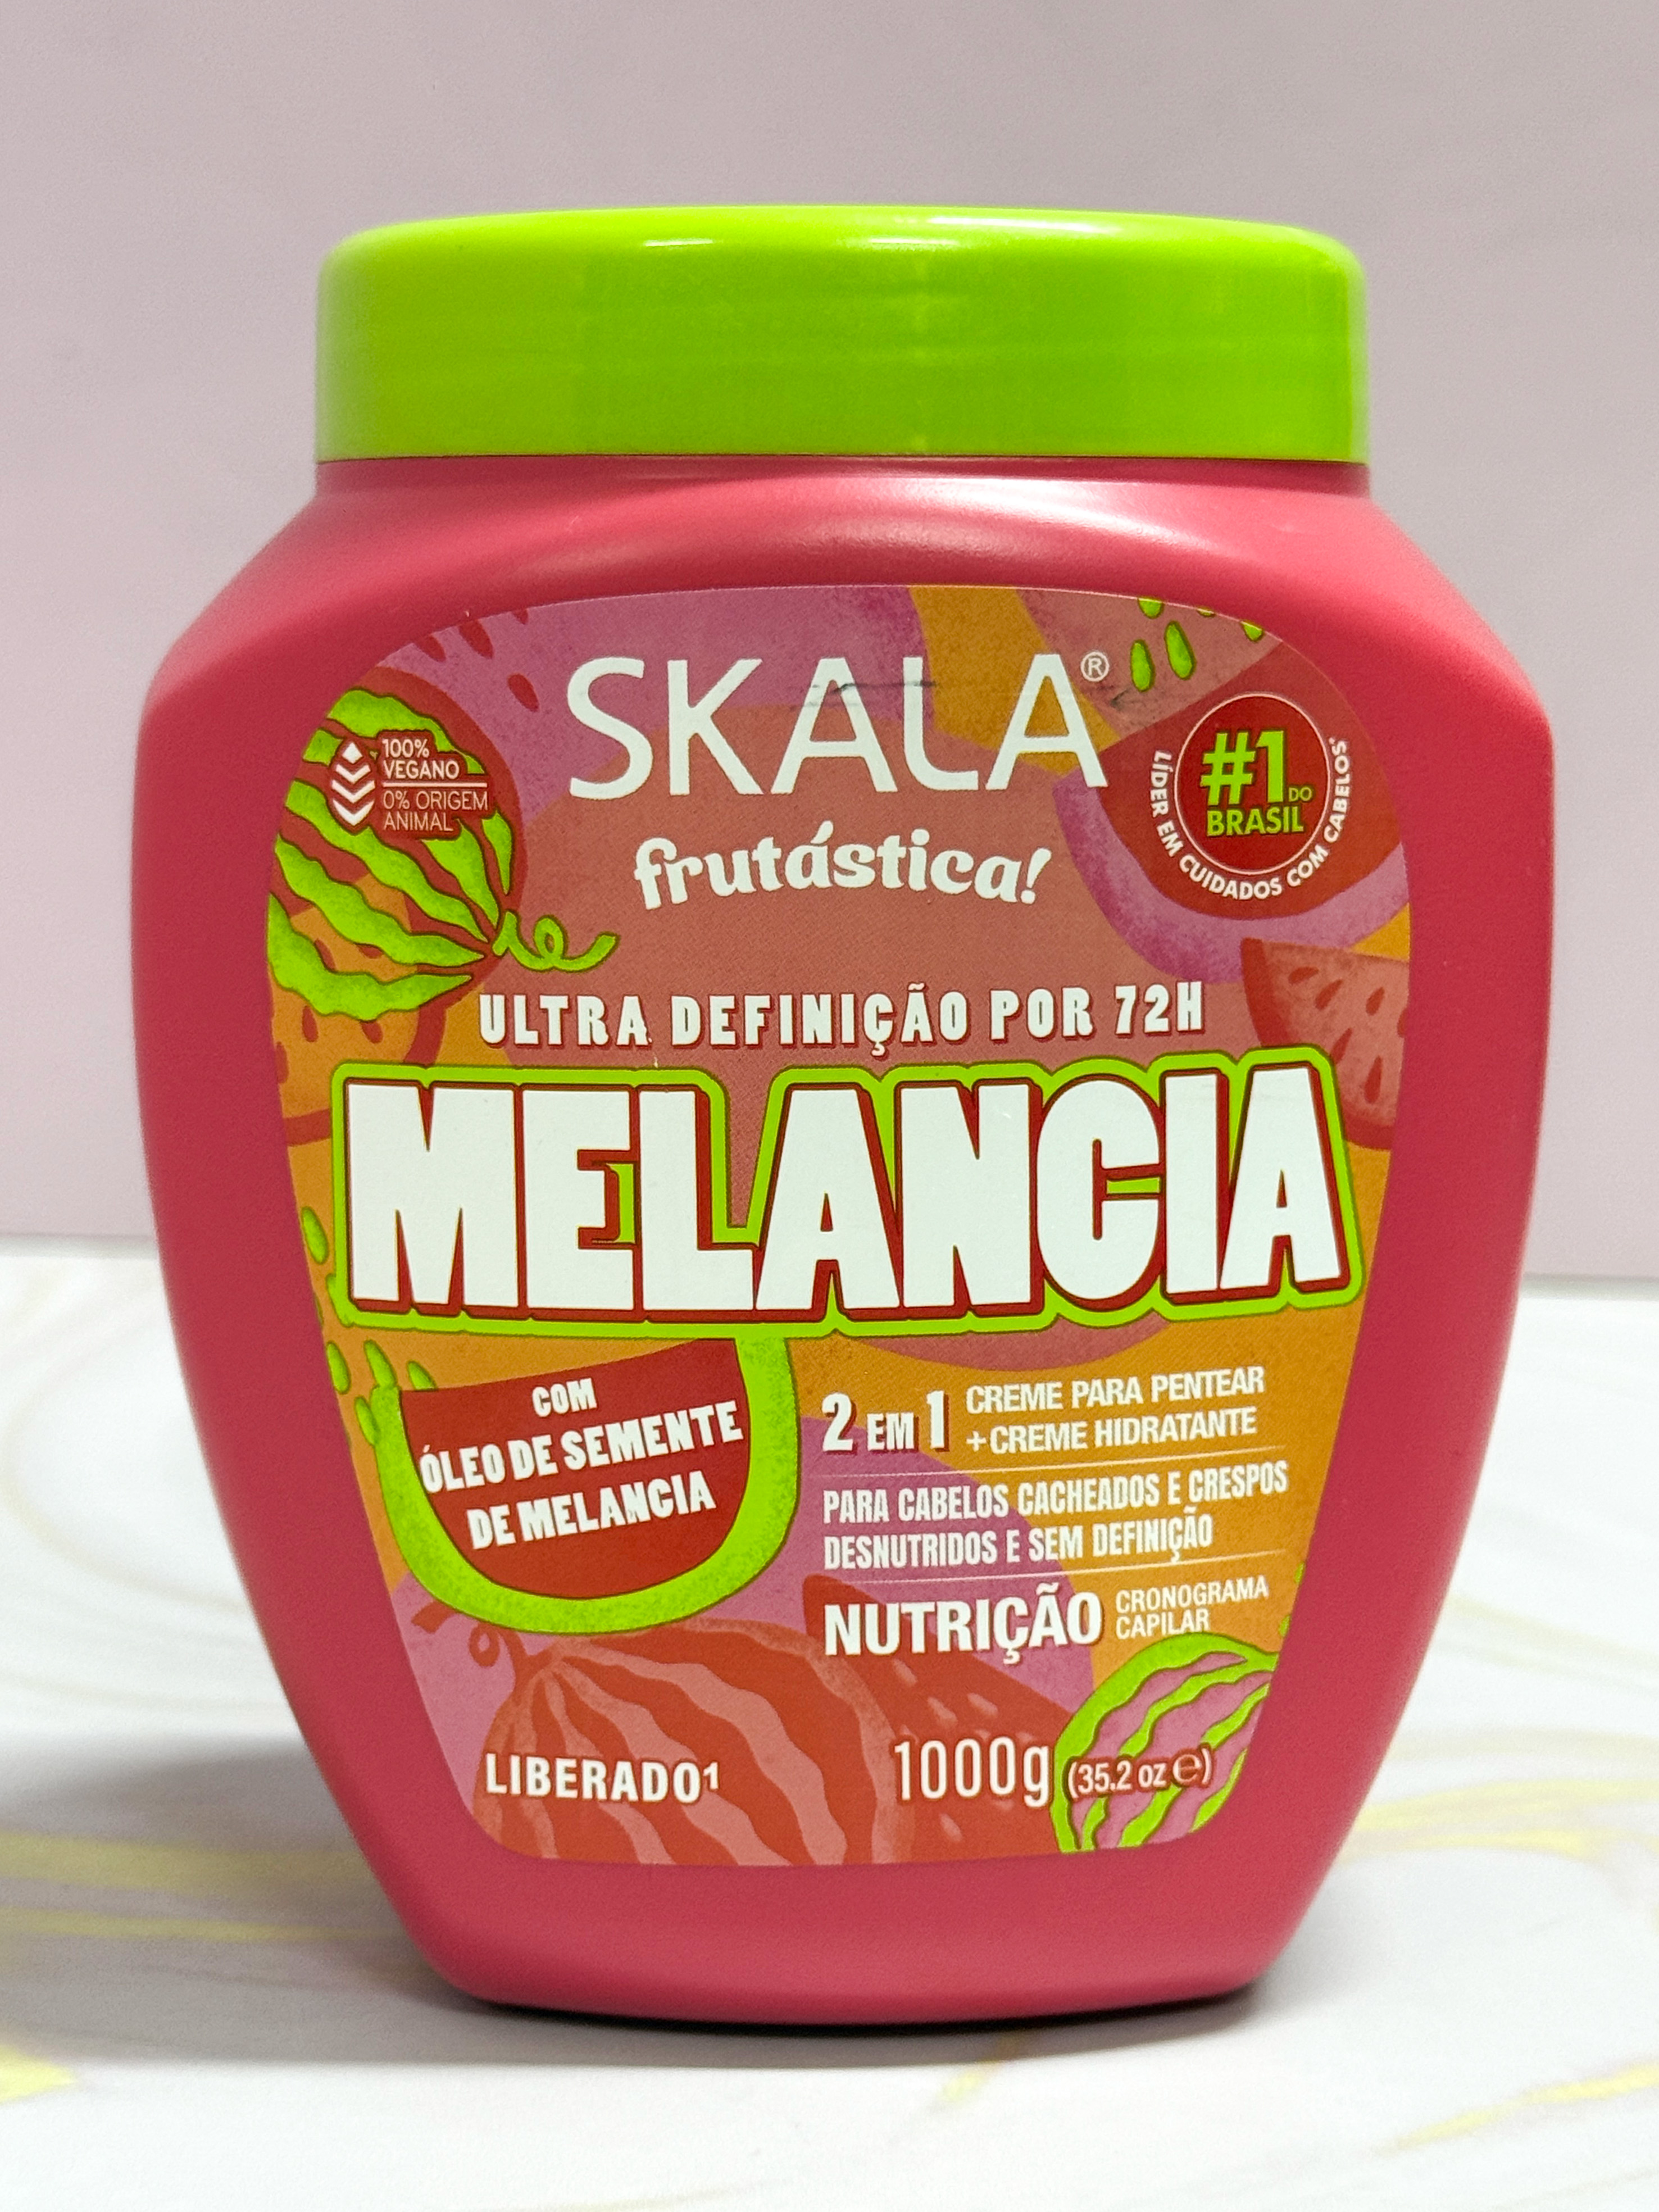 SKALA®
frutástica!
100%
VEGANO
0% ORIGEM
ANIMAL
#1 DO
BRASIL
LÍDER EM CUIDADOS COM CABELOS*
ULTRA DEFINIÇÃO POR 72H
MELANCIA
COM
ÓLEO DE SEMENTE
DE MELANCIA
2 EM 1 CREME PARA PENTEAR
+CREME HIDRATANTE
PARA CABELOS CACHEADOS E CRESPOS
DESNUTRIDOS E SEM DEFINIÇÃO
NUTRIÇÃO CRONOGRAMA
CAPILAR
LIBERADO¹
1000g (35.2 oz ℮)